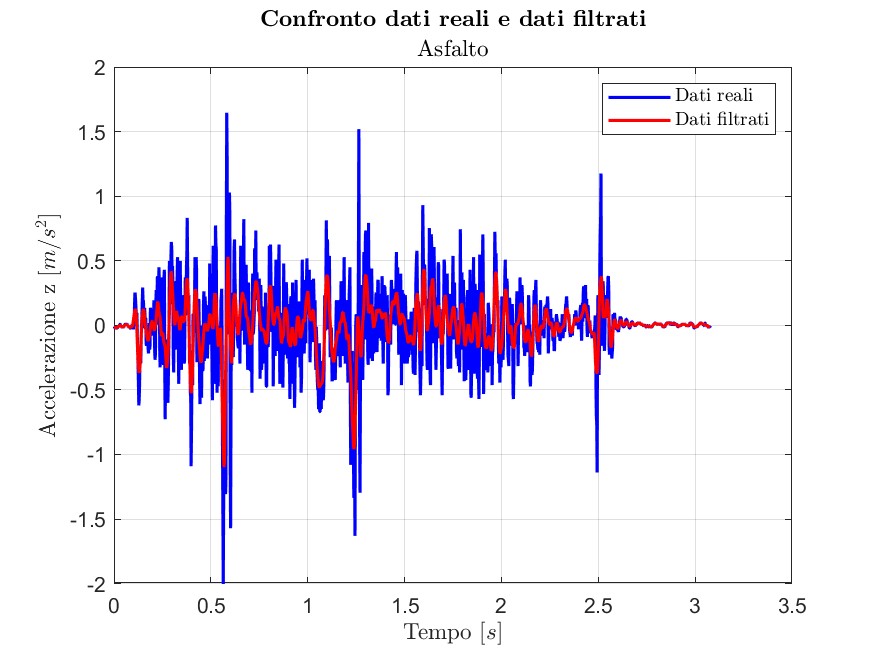 Confronto dati reali e dati filtrati
Asfalto
Dati reali
Dati filtrati
Accelerazione z [m/s²]
2
1.5
1
0.5
0
-0.5
-1
-1.5
-2
0 0.5 1 1.5 2 2.5 3 3.5
Tempo [s]